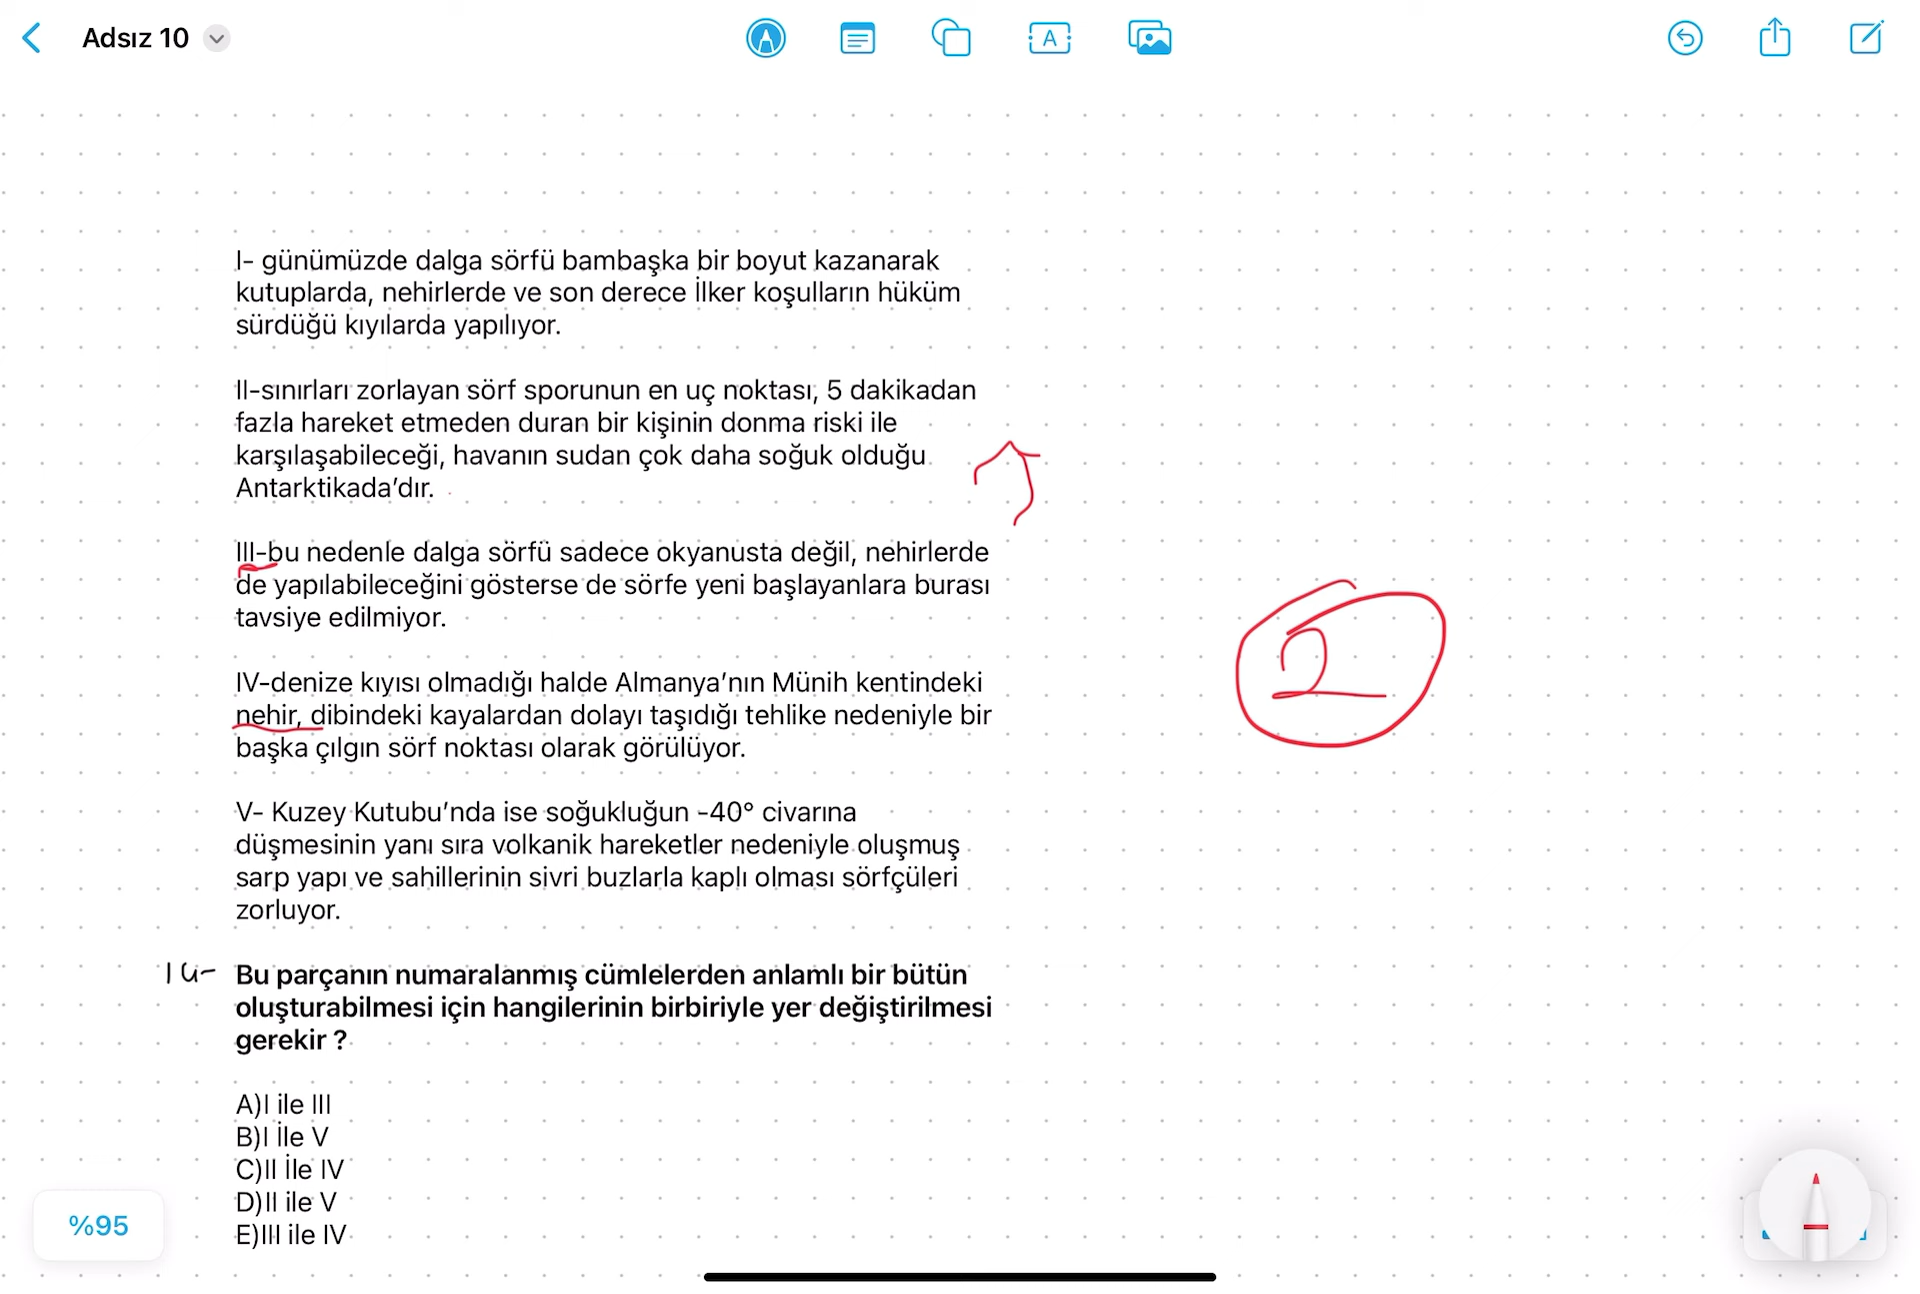 Adsız 10
I- günümüzde dalga sörfü bambaşka bir boyut kazanarak
kutuplarda, nehirlerde ve son derece İlker koşulların hüküm
sürdüğü kıyılarda yapılıyor.
II-sınırları zorlayan sörf sporunun en uç noktası, 5 dakikadan
fazla hareket etmeden duran bir kişinin donma riski ile
karşılaşabileceği, havanın sudan çok daha soğuk olduğu
Antarktikada’dır.
III-bu nedenle dalga sörfü sadece okyanusta değil, nehirlerde
de yapılabileceğini gösterse de sörfe yeni başlayanlara burası
tavsiye edilmiyor.
2
IV-denize kıyısı olmadığı halde Almanya’nın Münih kentindeki
nehir, dibindeki kayalardan dolayı taşıdığı tehlike nedeniyle bir
başka çılgın sörf noktası olarak görülüyor.
V- Kuzey Kutubu’nda ise soğukluğun -40° civarına
düşmesinin yanı sıra volkanik hareketler nedeniyle oluşmuş
sarp yapı ve sahillerinin sivri buzlarla kaplı olması sörfçüleri
zorluyor.
14- Bu parçanın numaralanmış cümlelerden anlamlı bir bütün
oluşturabilmesi için hangilerinin birbiriyle yer değiştirilmesi
gerekir ?
A)I ile III
B)I İle V
C)II İle IV
D)II ile V
E)III ile IV
%95